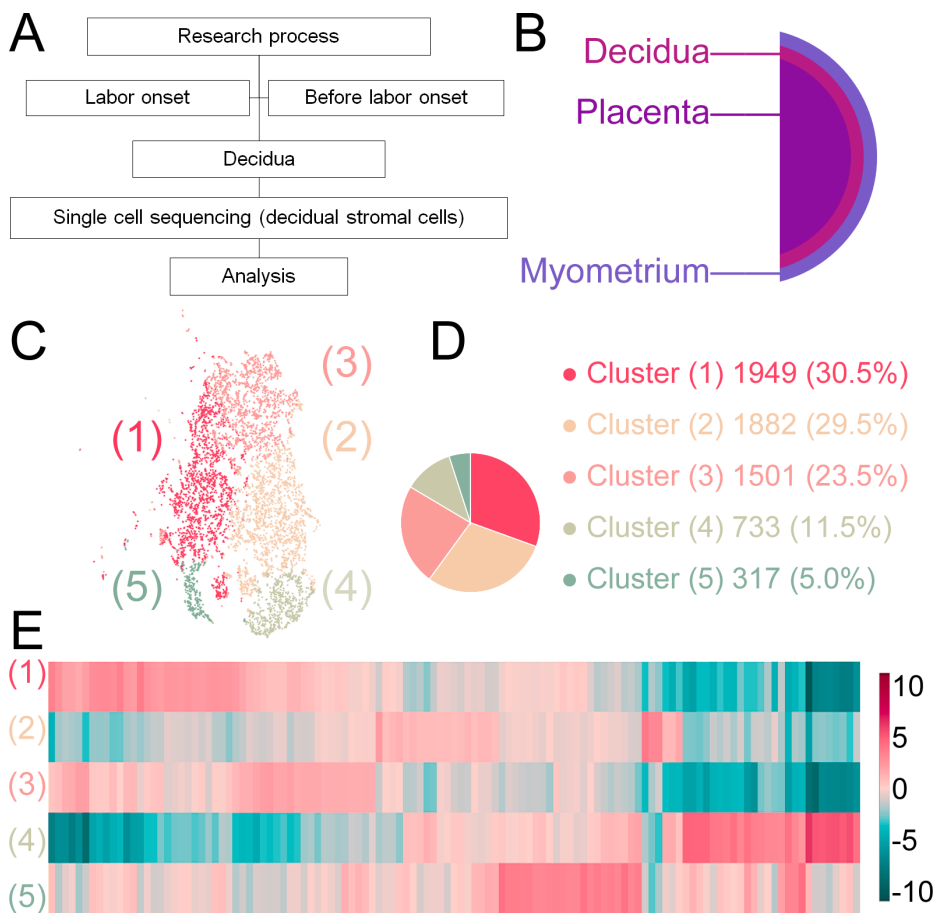 A
Research process
Labor onset
Before labor onset
Decidua
Single cell sequencing (decidual stromal cells)
Analysis
B
Decidua
Placenta
Myometrium
C
(3)
(1)
(2)
(5)
(4)
D
Cluster (1) 1949 (30.5%)
Cluster (2) 1882 (29.5%)
Cluster (3) 1501 (23.5%)
Cluster (4) 733 (11.5%)
Cluster (5) 317 (5.0%)
E
(1)
(2)
(3)
(4)
(5)
10
5
0
-5
-10